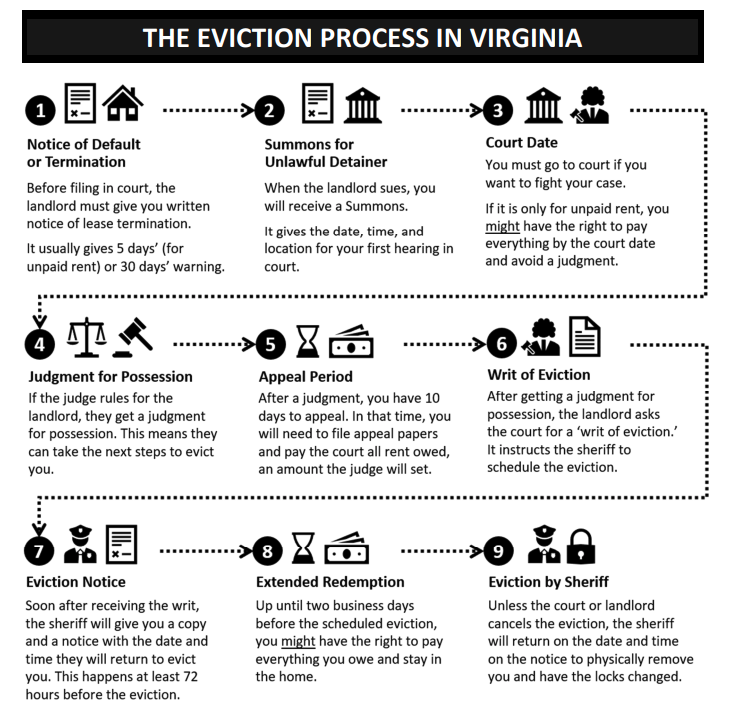 THE EVICTION PROCESS IN VIRGINIA
1
Notice of Default
or Termination
Before filing in court, the
landlord must give you written
notice of lease termination.
It usually gives 5 days' (for
unpaid rent) or 30 days' warning.
2
Summons for
Unlawful Detainer
When the landlord sues, you
will receive a Summons.
It gives the date, time, and
location for your first hearing in
court.
3
Court Date
You must go to court if you
want to fight your case.
If it is only for unpaid rent, you
might have the right to pay
everything by the court date
and avoid a judgment.
4
Judgment for Possession
If the judge rules for the
landlord, they get a judgment
for possession. This means they
can take the next steps to evict
you.
5
Appeal Period
After a judgment, you have 10
days to appeal. In that time, you
will need to file appeal papers
and pay the court all rent owed,
an amount the judge will set.
6
Writ of Eviction
After getting a judgment for
possession, the landlord asks
the court for a 'writ of eviction.'
It instructs the sheriff to
schedule the eviction.
7
Eviction Notice
Soon after receiving the writ,
the sheriff will give you a copy
and a notice with the date and
time they will return to evict
you. This happens at least 72
hours before the eviction.
8
Extended Redemption
Up until two business days
before the scheduled eviction,
you might have the right to pay
everything you owe and stay in
the home.
9
Eviction by Sheriff
Unless the court or landlord
cancels the eviction, the sheriff
will return on the date and time
on the notice to physically remove
you and have the locks changed.